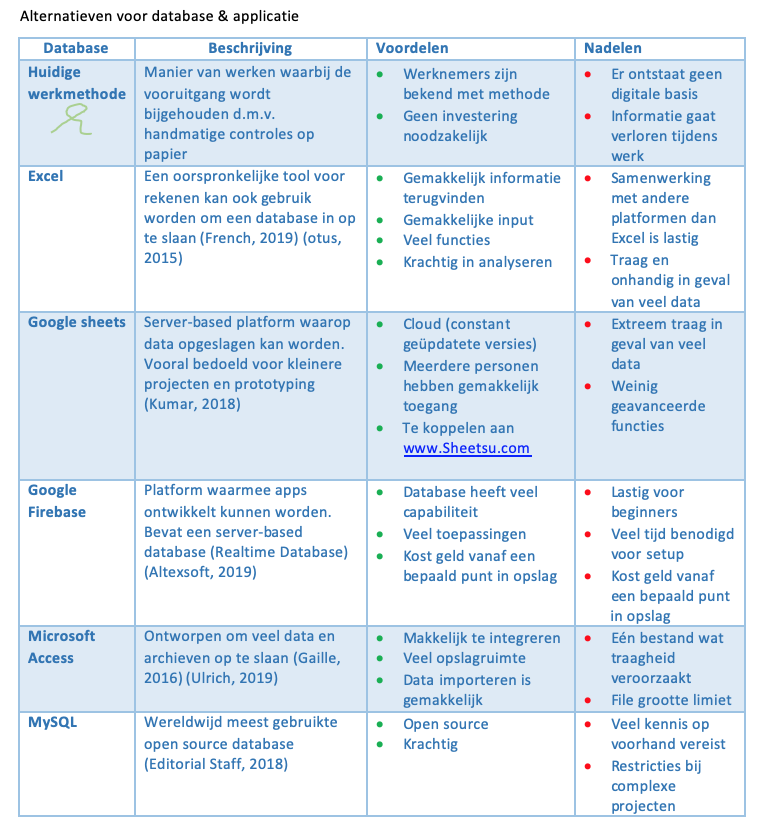 Alternatieven voor database & applicatie
Database
Beschrijving
Voordelen
Nadelen
Huidige
werkmethode
Manier van werken waarbij de
vooruitgang wordt
bijgehouden d.m.v.
handmatige controles op
papier
Werknemers zijn
bekend met methode
Geen investering
noodzakelijk
Er ontstaat geen
digitale basis
Informatie gaat
verloren tijdens
werk
Excel
Een oorspronkelijke tool voor
rekenen kan ook gebruik
worden om een database in op
te slaan (French, 2019) (otus,
2015)
Gemakkelijk informatie
terugvinden
Gemakkelijke input
Veel functies
Krachtig in analyseren
Samenwerking
met andere
platformen dan
Excel is lastig
Traag en
onhandig in geval
van veel data
Google sheets
Server-based platform waarop
data opgeslagen kan worden.
Vooral bedoeld voor kleinere
projecten en prototyping
(Kumar, 2018)
Cloud (constant
geüpdatete versies)
Meerdere personen
hebben gemakkelijk
toegang
Te koppelen aan
www.Sheetsu.com
Extreem traag in
geval van veel
data
Weinig
geavanceerde
functies
Google
Firebase
Platform waarmee apps
ontwikkelt kunnen worden.
Bevat een server-based
database (Realtime Database)
(Altexsoft, 2019)
Database heeft veel
capabiliteit
Veel toepassingen
Kost geld vanaf een
bepaald punt in opslag
Lastig voor
beginners
Veel tijd benodigd
voor setup
Kost geld vanaf
een bepaald punt
in opslag
Microsoft
Access
Ontworpen om veel data en
archieven op te slaan (Gaille,
2016) (Ulrich, 2019)
Makkelijk te integreren
Veel opslagruimte
Data importeren is
gemakkelijk
Eén bestand wat
traagheid
veroorzaakt
File grootte limiet
MySQL
Wereldwijd meest gebruikte
open source database
(Editorial Staff, 2018)
Open source
Krachtig
Veel kennis op
voorhand vereist
Restricties bij
complexe
projecten